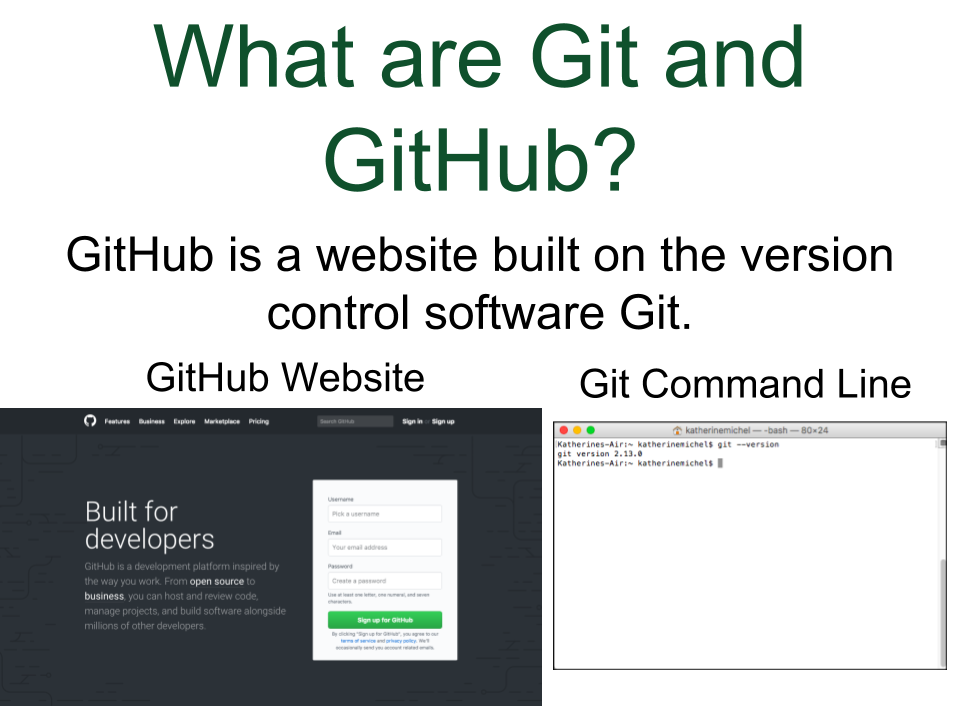 What are Git and
GitHub?
GitHub is a website built on the version
control software Git.
GitHub Website
Git Command Line
Features Business Explore Marketplace Pricing Search GitHub Sign in or Sign up
Built for
developers
GitHub is a development platform inspired by
the way you work. From open source to
business, you can host and review code,
manage projects, and build software alongside
millions of other developers.
Username
Pick a username
Email
Your email address
Password
Create a password
Use at least one letter, one numeral, and seven
characters.
Sign up for GitHub
By clicking "Sign up for GitHub", you agree to our
terms of service and privacy policy. We'll
occasionally send you account related emails.
katherinemichel — -bash — 80×24
Katherines-Air:~ katherinemichel$ git --version
git version 2.13.0
Katherines-Air:~ katherinemichel$